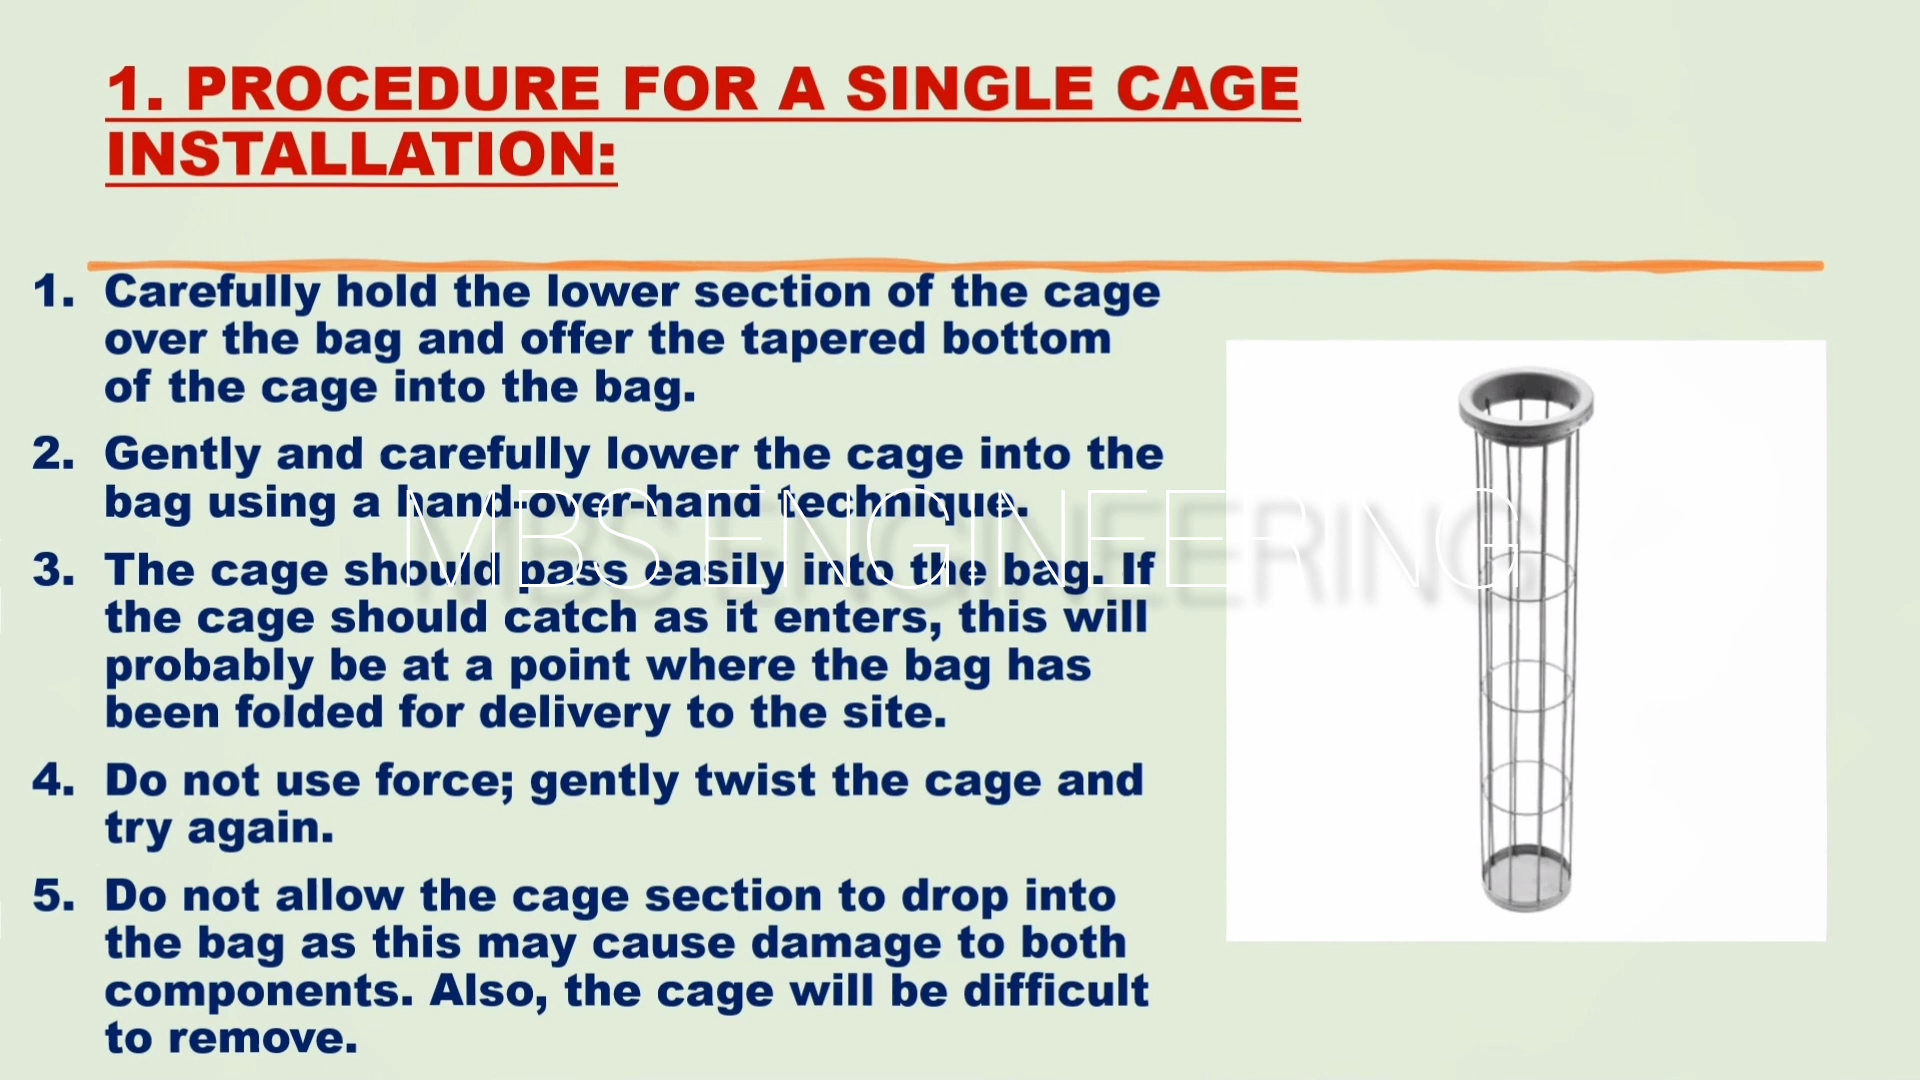 1. PROCEDURE FOR A SINGLE CAGE
INSTALLATION:
1. Carefully hold the lower section of the cage
over the bag and offer the tapered bottom
of the cage into the bag.
2. Gently and carefully lower the cage into the
bag using a hand-over-hand technique.
MBS ENGINEERING
3. The cage should pass easily into the bag. If
the cage should catch as it enters, this will
probably be at a point where the bag has
been folded for delivery to the site.
4. Do not use force; gently twist the cage and
try again.
5. Do not allow the cage section to drop into
the bag as this may cause damage to both
components. Also, the cage will be difficult
to remove.